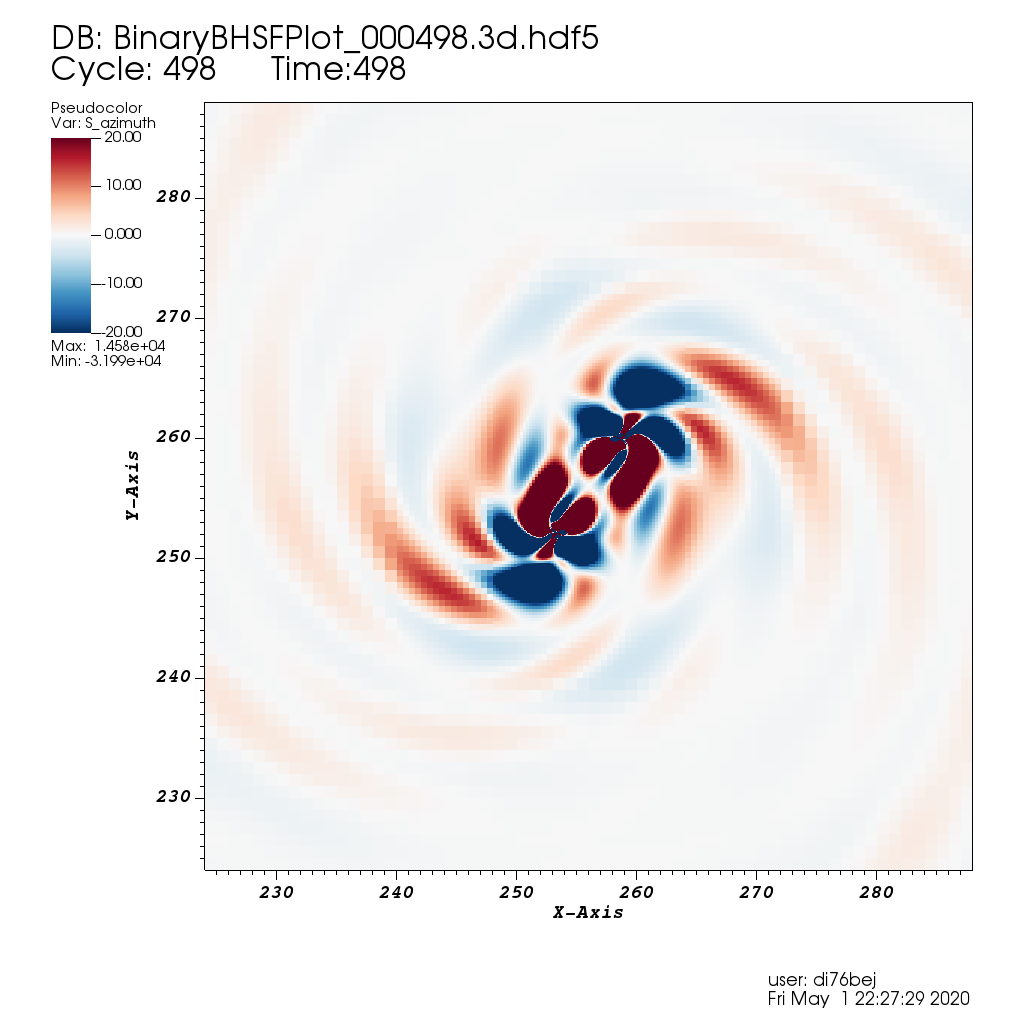 DB: BinaryBHSFPlot_000498.3d.hdf5
Cycle: 498 Time:498
Pseudocolor
Var: S_azimuth
20.00
10.00
0.000
-10.00
-20.00
Max: 1.458e+04
Min: -3.199e+04
280
270
260
250
240
230
Y-Axis
230 240 250 260 270 280
X-Axis
user: di76bej
Fri May 1 22:27:29 2020